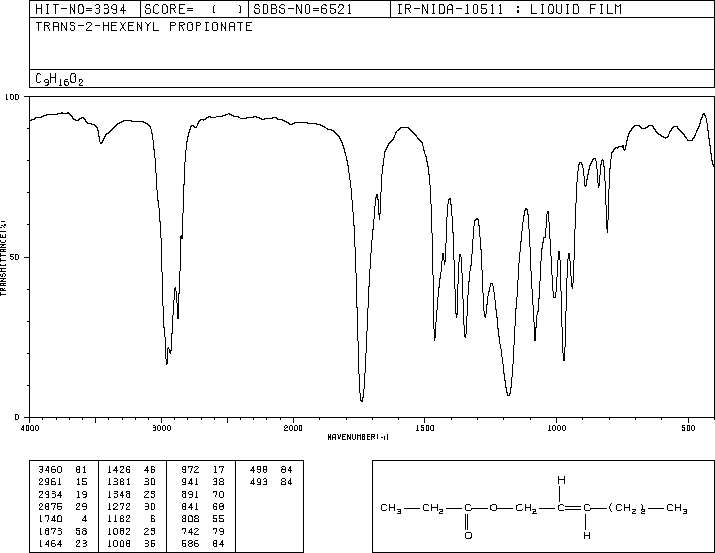 HIT-NO=3394 SCORE= ( ) SDBS-NO=6521 IR-NIDA-10511 : LIQUID FILM
TRANS-2-HEXENYL PROPIONATE
C9H16O2
100
50
0
TRANSMITTANCE(%)
4000 3000 2000 1500 1000 500
WAVENUMBER(-1)
3460 81 1426 46 972 17 498 84
2961 15 1381 30 941 38 493 84
2934 19 1348 23 891 70
2876 29 1272 30 841 68
1740 4 1182 6 808 55
1673 58 1082 23 742 79
1464 23 1008 36 586 84
H
CH3 CH2 C O CH2 C C (CH2)2 CH3
O H